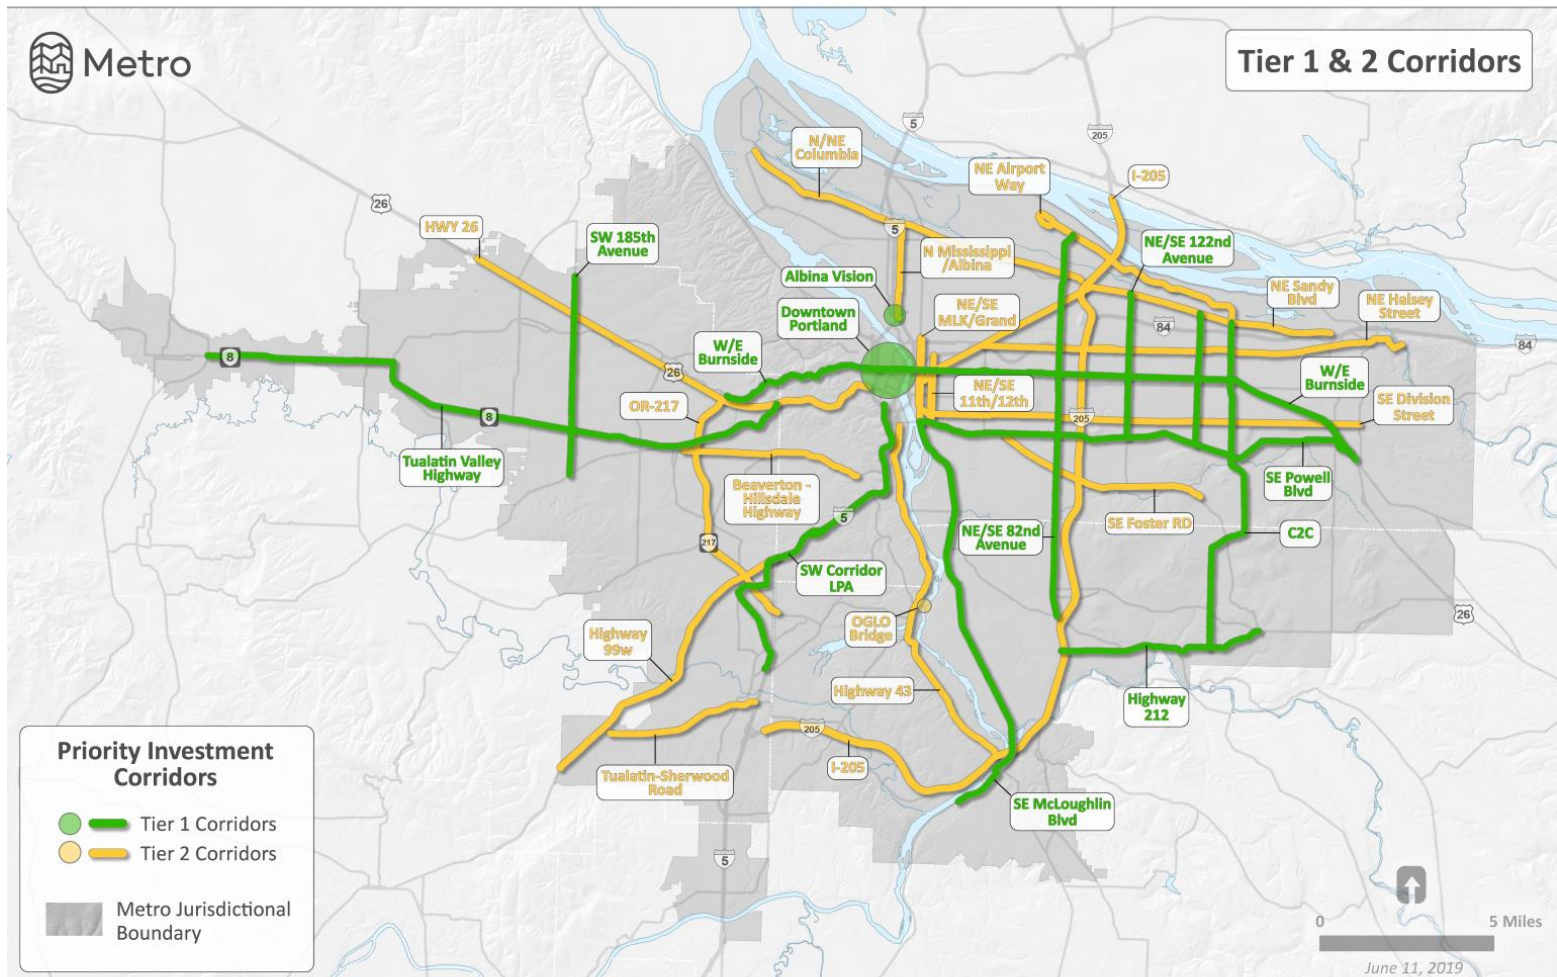 Metro
Tier 1 & 2 Corridors
N/NE
Columbia
5
205
NE Airport
Way
I-205
26
HWY 26
SW 185th
Avenue
5
N Mississippi
/Albina
NE/SE 122nd
Avenue
Albina Vision
NE Sandy
Blvd
NE Halsey
Street
Downtown
Portland
NE/SE
MLK/Grand
84
84
8
W/E
Burnside
26
W/E
Burnside
OR-217
8
NE/SE
11th/12th
205
SE Division
Street
Tualatin Valley
Highway
Beaverton -
Hillsdale
Highway
5
SE Powell
Blvd
SE Foster RD
NE/SE 82nd
Avenue
C2C
217
SW Corridor
LPA
OGLO
Bridge
26
Highway
99w
Highway 43
Highway
212
205
I-205
Tualatin-Sherwood
Road
SE McLoughlin
Blvd
5
Priority Investment
Corridors
Tier 1 Corridors
Tier 2 Corridors
Metro Jurisdictional
Boundary
0 5 Miles
June 11, 2019